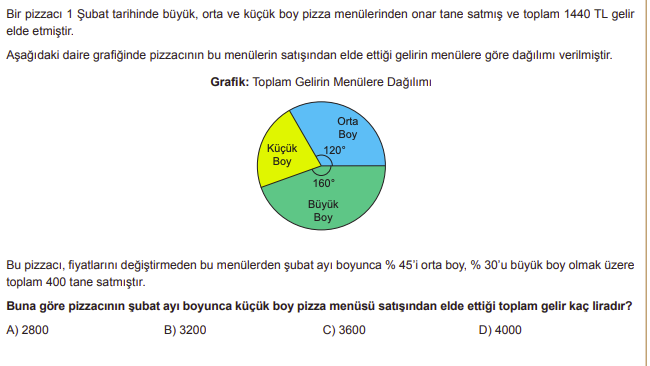 Bir pizzacı 1 Şubat tarihinde büyük, orta ve küçük boy pizza menülerinden onar tane satmış ve toplam 1440 TL gelir
elde etmiştir.
Aşağıdaki daire grafiğinde pizzacının bu menülerin satışından elde ettiği gelirin menülere göre dağılımı verilmiştir.
Grafik: Toplam Gelirin Menülere Dağılımı
Orta
Boy
Küçük
Boy
120°
160°
Büyük
Boy
Bu pizzacı, fiyatlarını değiştirmeden bu menülerden şubat ayı boyunca % 45'i orta boy, % 30'u büyük boy olmak üzere
toplam 400 tane satmıştır.
Buna göre pizzacının şubat ayı boyunca küçük boy pizza menüsü satışından elde ettiği toplam gelir kaç liradır?
A) 2800 B) 3200 C) 3600 D) 4000